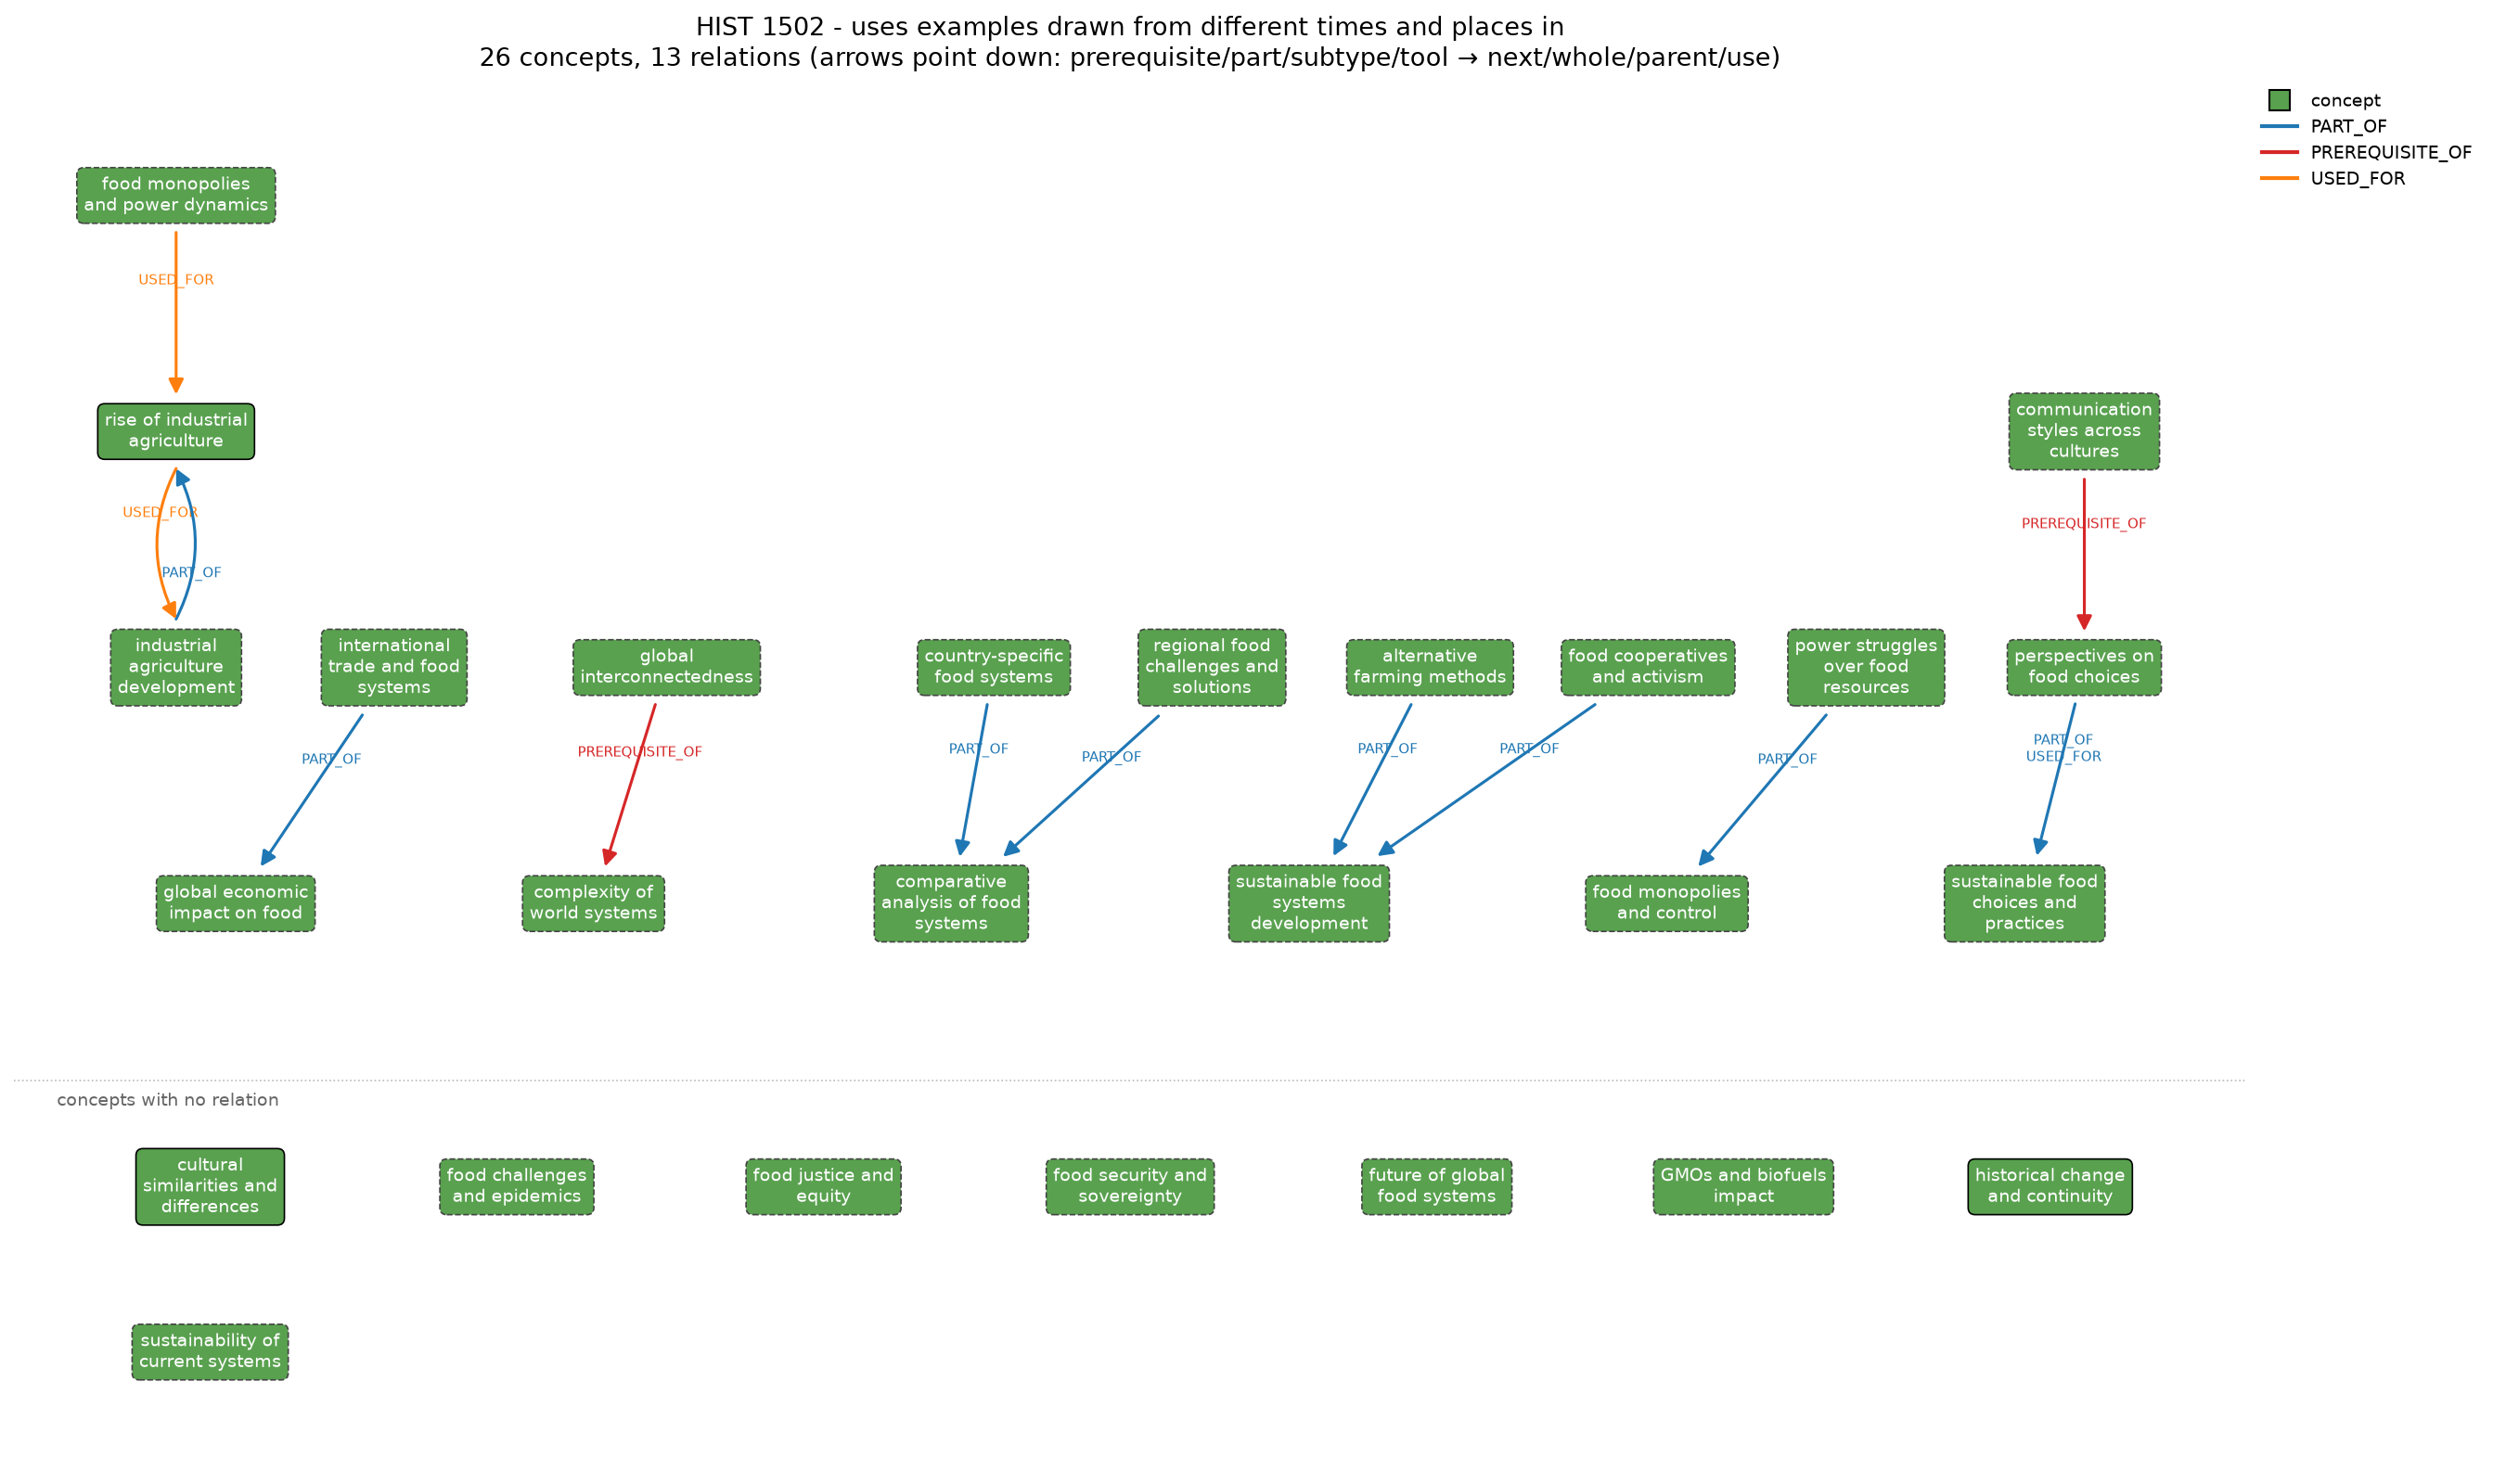 HIST 1502 - uses examples drawn from different times and places in
26 concepts, 13 relations (arrows point down: prerequisite/part/subtype/tool → next/whole/parent/use)
concept
PART_OF
PREREQUISITE_OF
USED_FOR
food monopolies
and power dynamics
USED_FOR
rise of industrial
agriculture
communication
styles across
cultures
USED_FOR
PREREQUISITE_OF
PART_OF
industrial
agriculture
development
international
trade and food
systems
global
interconnectedness
country-specific
food systems
regional food
challenges and
solutions
alternative
farming methods
food cooperatives
and activism
power struggles
over food
resources
perspectives on
food choices
PART_OF
PREREQUISITE_OF
PART_OF
PART_OF
PART_OF
PART_OF
PART_OF
PART_OF
USED_FOR
global economic
impact on food
complexity of
world systems
comparative
analysis of food
systems
sustainable food
systems
development
food monopolies
and control
sustainable food
choices and
practices
concepts with no relation
cultural
similarities and
differences
food challenges
and epidemics
food justice and
equity
food security and
sovereignty
future of global
food systems
GMOs and biofuels
impact
historical change
and continuity
sustainability of
current systems